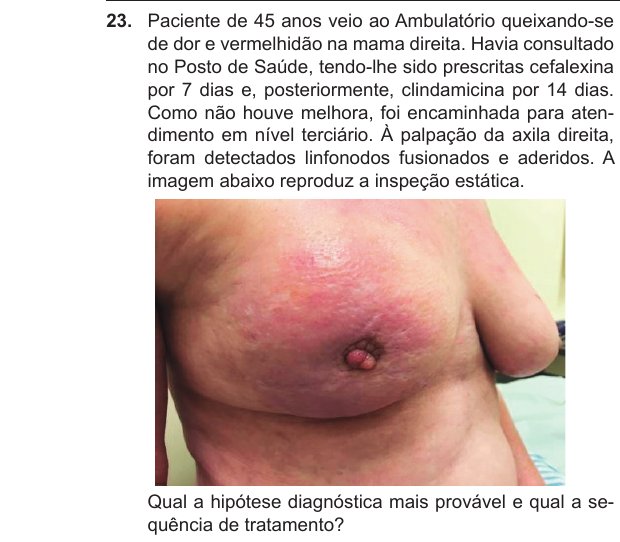 23. Paciente de 45 anos veio ao Ambulatório queixando-se
de dor e vermelhidão na mama direita. Havia consultado
no Posto de Saúde, tendo-lhe sido prescritas cefalexina
por 7 dias e, posteriormente, clindamicina por 14 dias.
Como não houve melhora, foi encaminhada para aten-
dimento em nível terciário. À palpação da axila direita,
foram detectados linfonodos fusionados e aderidos. A
imagem abaixo reproduz a inspeção estática.
Qual a hipótese diagnóstica mais provável e qual a se-
quência de tratamento?